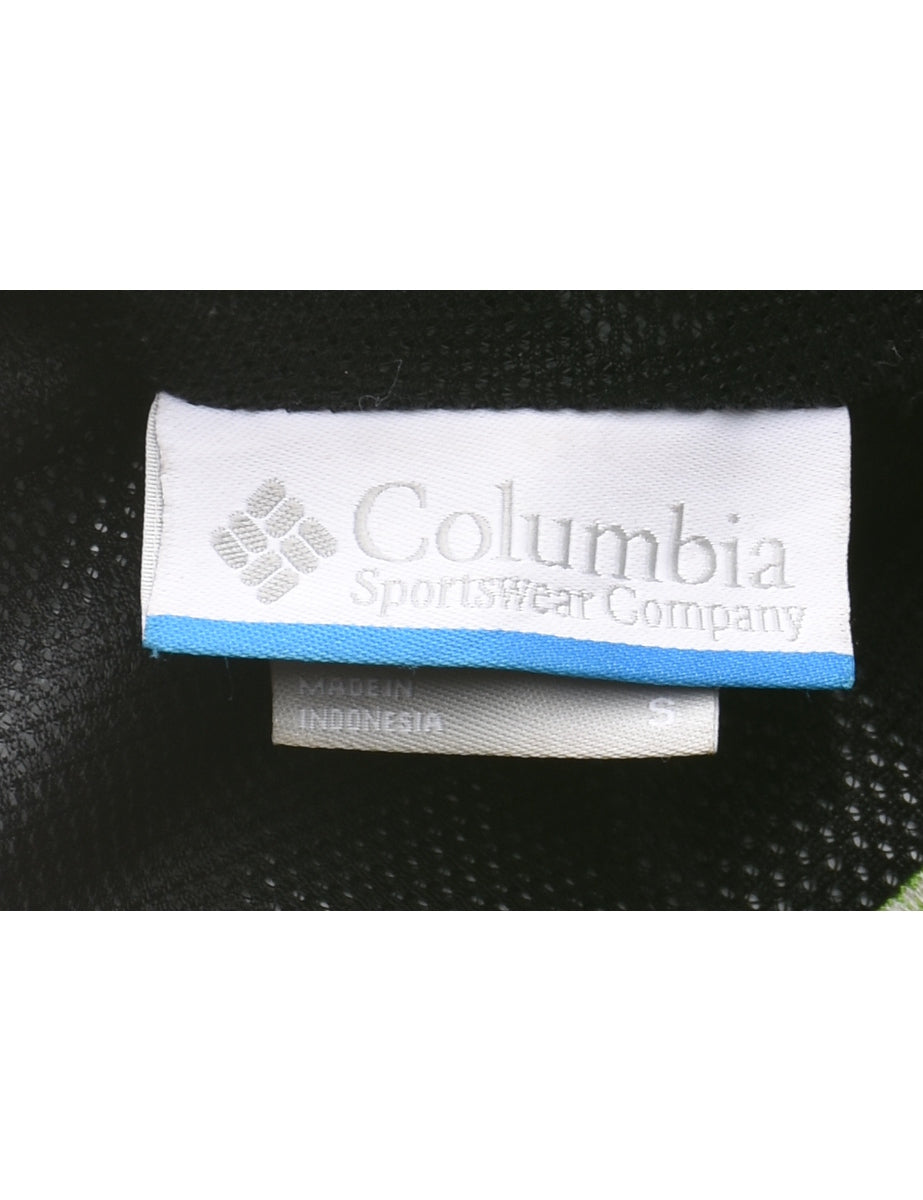 Columbia
Sportswear Company
MADE IN
INDONESIA
S